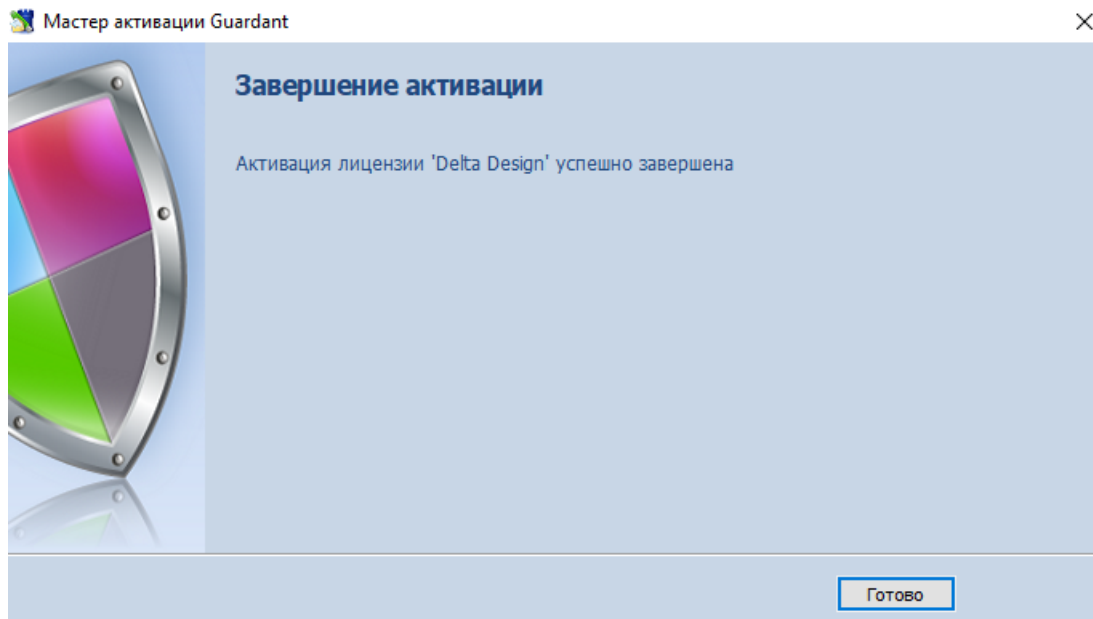 Мастер активации Guardant
Завершение активации
Активация лицензии 'Delta Design' успешно завершена
Готово